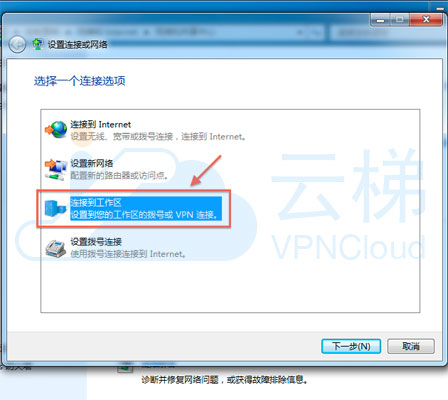 设置连接或网络
选择一个连接选项
连接到 Internet
设置无线、宽带或拨号连接，连接到 Internet。
设置新网络
配置新的路由器或访问点。
连接到工作区
设置到您的工作区的拨号或 VPN 连接。
设置拨号连接
使用拨号连接连接到 Internet。
云梯
VPNCloud
下一步(N)
取消
诊断并修复网络问题，或获得故障排除信息。